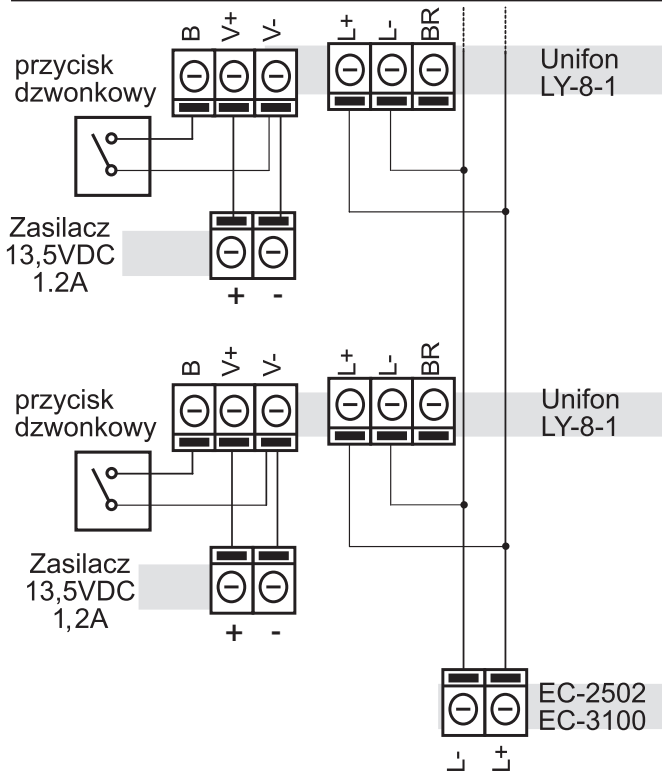 B V+ V- L+ L- BR
przycisk
dzwonkowy
Unifon
LY-8-1
Zasilacz
13,5VDC
1.2A
+ -
B V+ V- L+ L- BR
przycisk
dzwonkowy
Unifon
LY-8-1
Zasilacz
13,5VDC
1,2A
+ -
EC-2502
EC-3100
L- L+